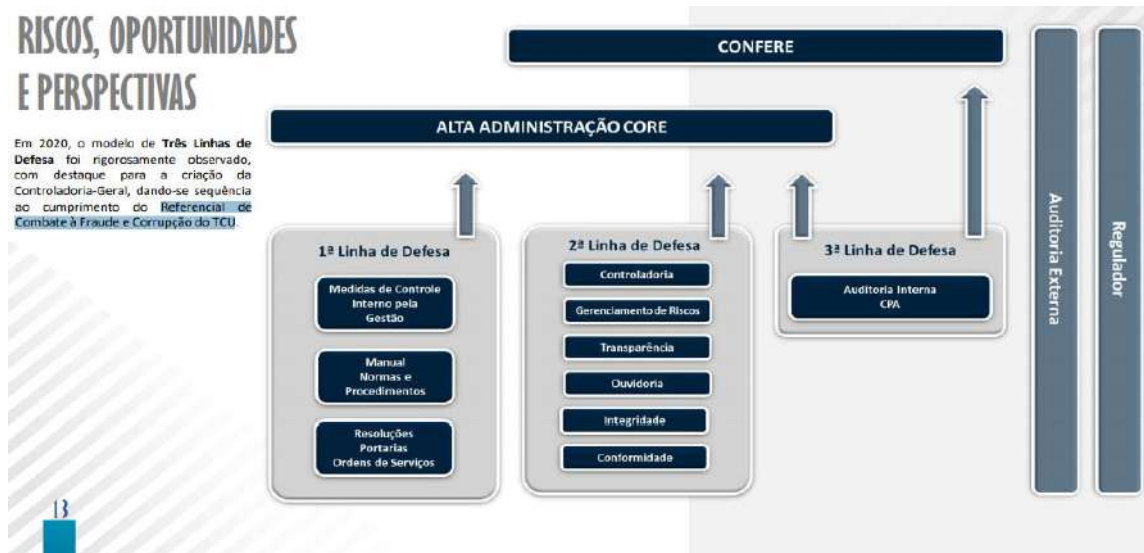 RISCOS, OPORTUNIDADES
E PERSPECTIVAS
Em 2020, o modelo de Três Linhas de
Defesa foi rigorosamente observado,
com destaque para a criação da
Controladoria-Geral, dando-se sequência
ao cumprimento do Referencial de
Combate à Fraude e Corrupção do TCU.
CONFERE
ALTA ADMINISTRAÇÃO CORE
1ª Linha de Defesa
Medidas de Controle
Interno pela
Gestão
Manual
Normas e
Procedimentos
Resoluções
Portarias
Ordens de Serviços
2ª Linha de Defesa
Controladoria
Gerenciamento de Riscos
Transparência
Ouvidoria
Integridade
Conformidade
3ª Linha de Defesa
Auditoria Interna
CPA
Auditoria Externa
Regulador
13